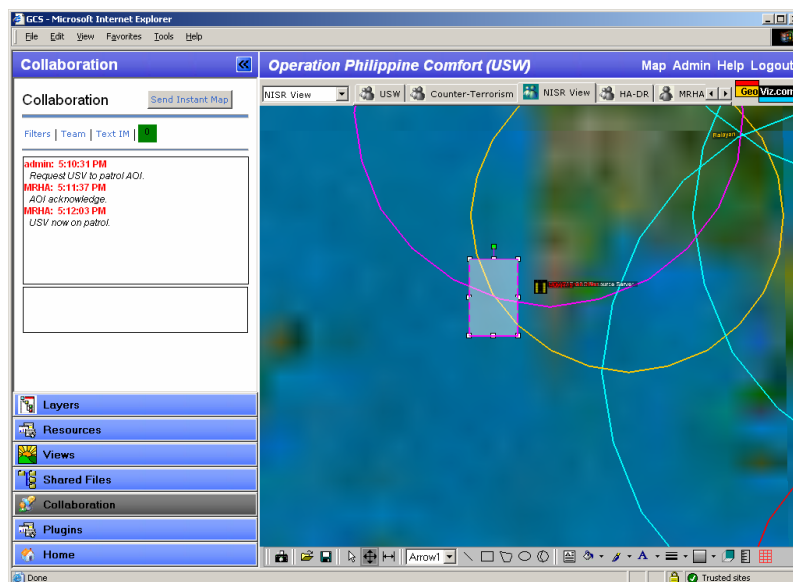 GCS - Microsoft Internet Explorer
File Edit View Favorites Tools Help
Collaboration
Operation Philippine Comfort (USW)
Map Admin Help Logout
Collaboration
Send Instant Map
NISR View
USW
Counter-Terrorism
NISR View
HA-DR
MRHA
GeoViz.com
Filters | Team | Text IM |
0
admin: 5:10:31 PM
Request USV to patrol AOI.
MRHA: 5:11:37 PM
AOI acknowledge.
MRHA: 5:12:03 PM
USV now on patrol.
Server
Layers
Resources
Views
Shared Files
Collaboration
Plugins
Home
Arrow1
A
Done
Trusted sites